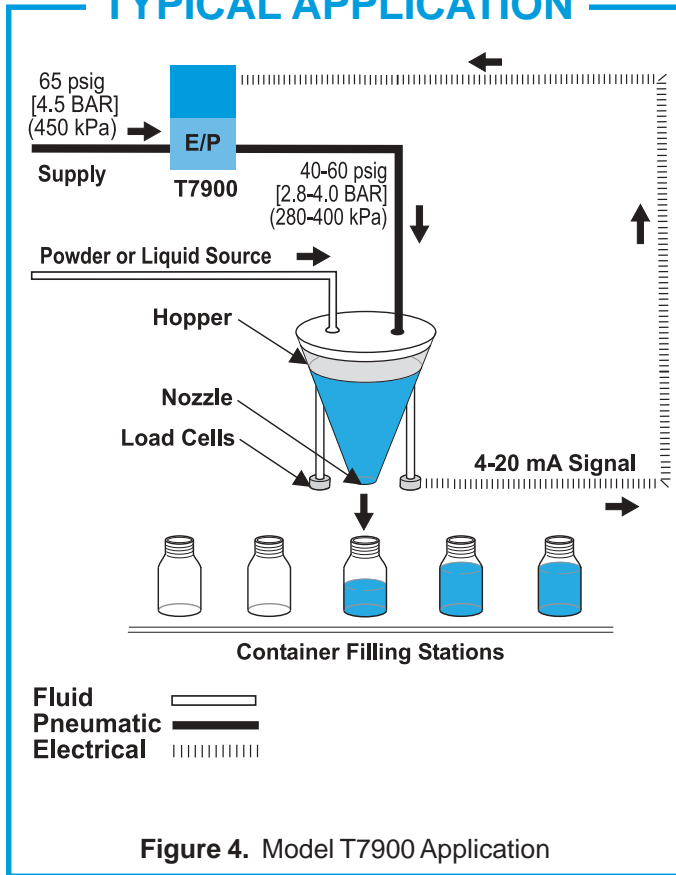 TYPICAL APPLICATION
65 psig
[4.5 BAR]
(450 kPa)
E/P
Supply
T7900
40-60 psig
[2.8-4.0 BAR]
(280-400 kPa)
Powder or Liquid Source
Hopper
Nozzle
Load Cells
4-20 mA Signal
Container Filling Stations
Fluid
Pneumatic
Electrical
Figure 4. Model T7900 Application